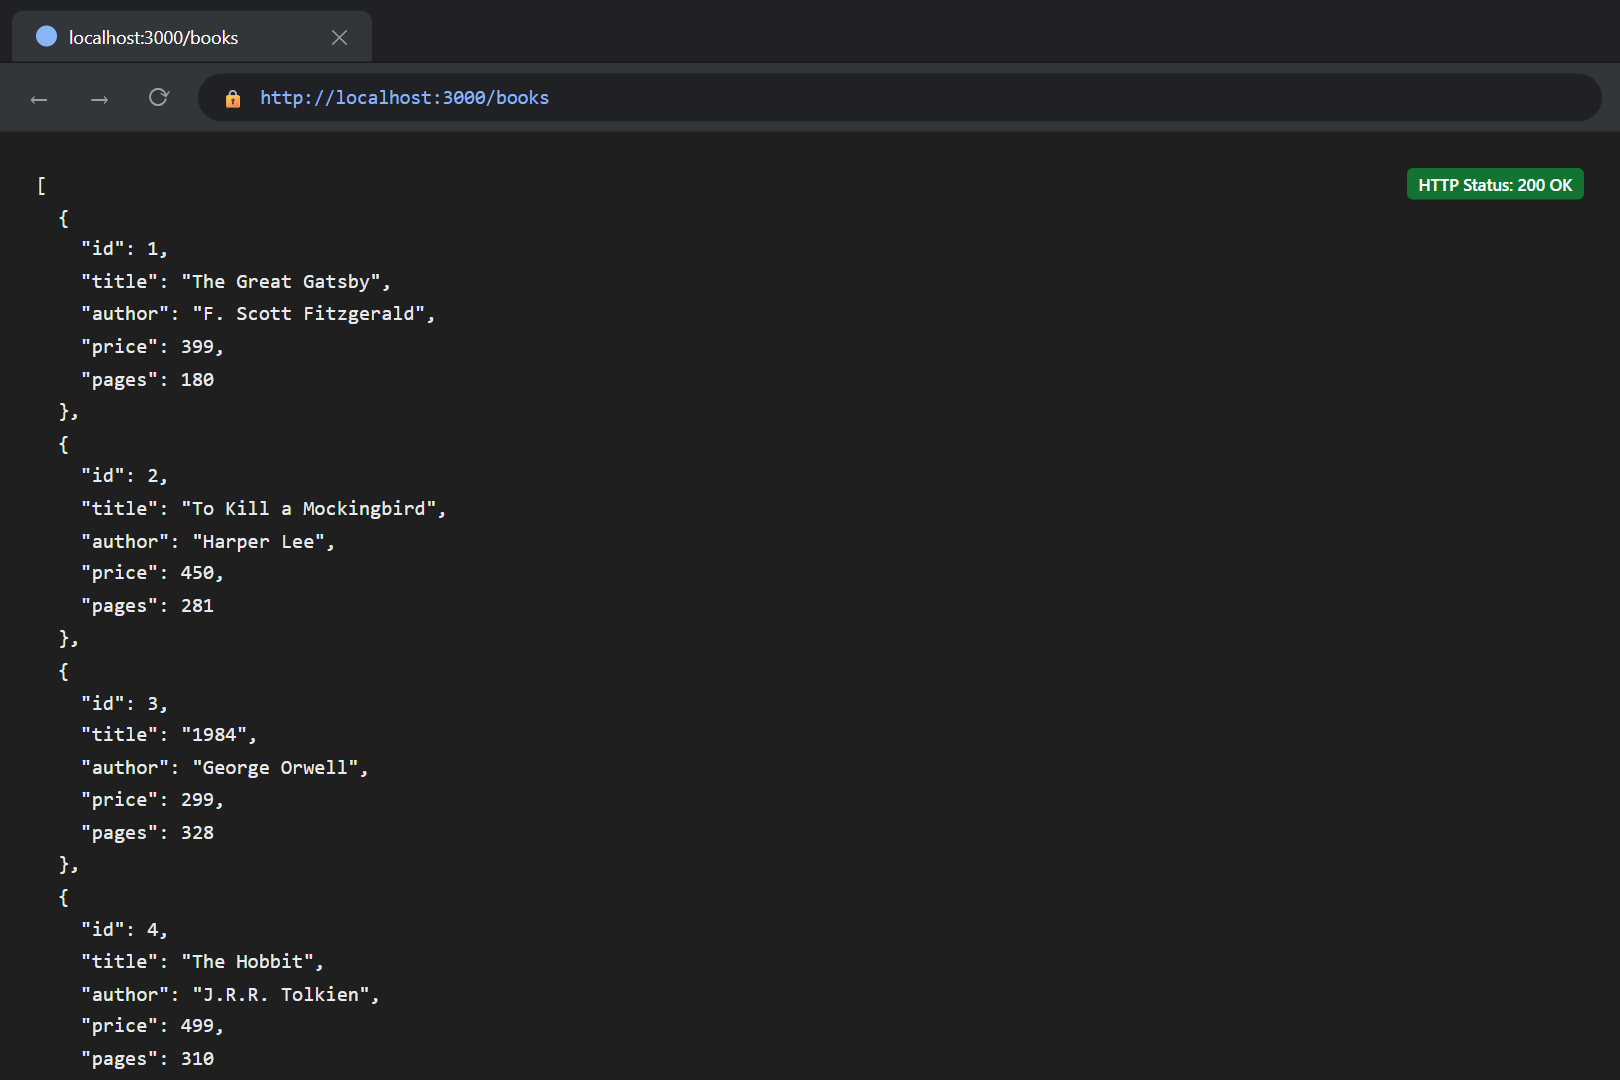 localhost:3000/books
http://localhost:3000/books
HTTP Status: 200 OK
[
  {
    "id": 1,
    "title": "The Great Gatsby",
    "author": "F. Scott Fitzgerald",
    "price": 399,
    "pages": 180
  },
  {
    "id": 2,
    "title": "To Kill a Mockingbird",
    "author": "Harper Lee",
    "price": 450,
    "pages": 281
  },
  {
    "id": 3,
    "title": "1984",
    "author": "George Orwell",
    "price": 299,
    "pages": 328
  },
  {
    "id": 4,
    "title": "The Hobbit",
    "author": "J.R.R. Tolkien",
    "price": 499,
    "pages": 310